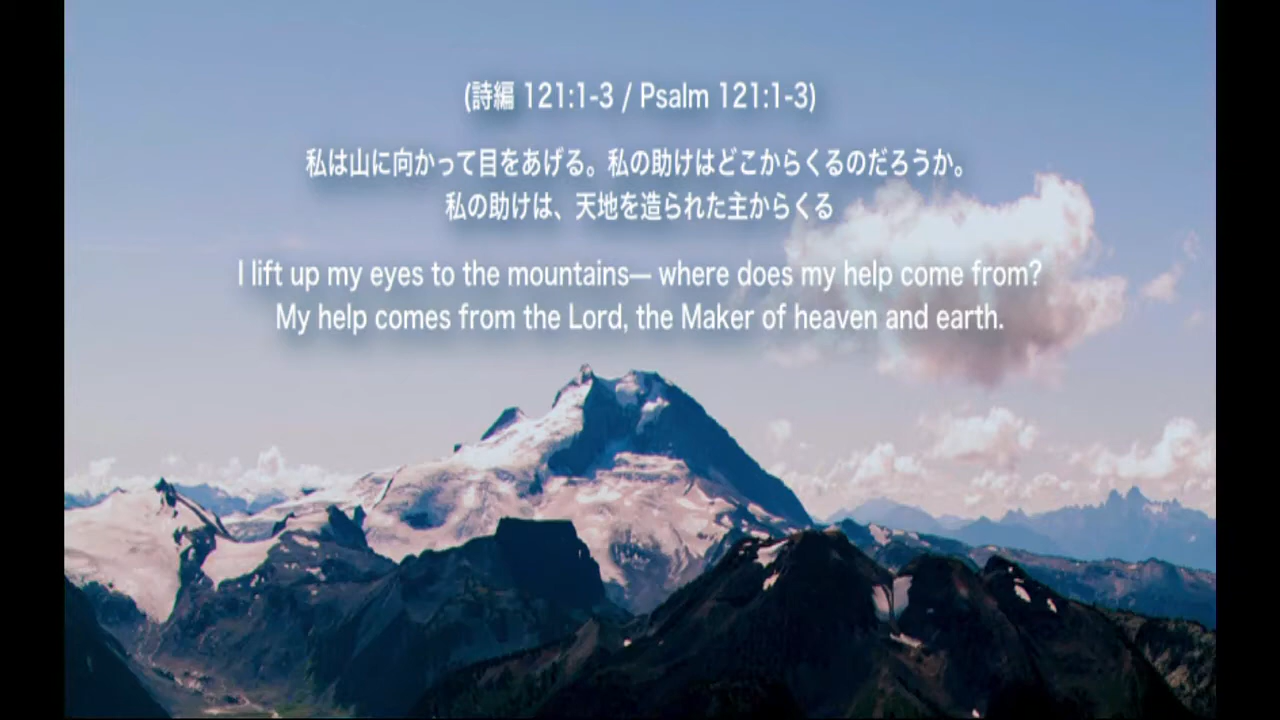 (詩編 121:1-3 / Psalm 121:1-3)
私は山に向かって目をあげる。私の助けはどこからくるのだろうか。
私の助けは、天地を造られた主からくる
I lift up my eyes to the mountains— where does my help come from?
My help comes from the Lord, the Maker of heaven and earth.